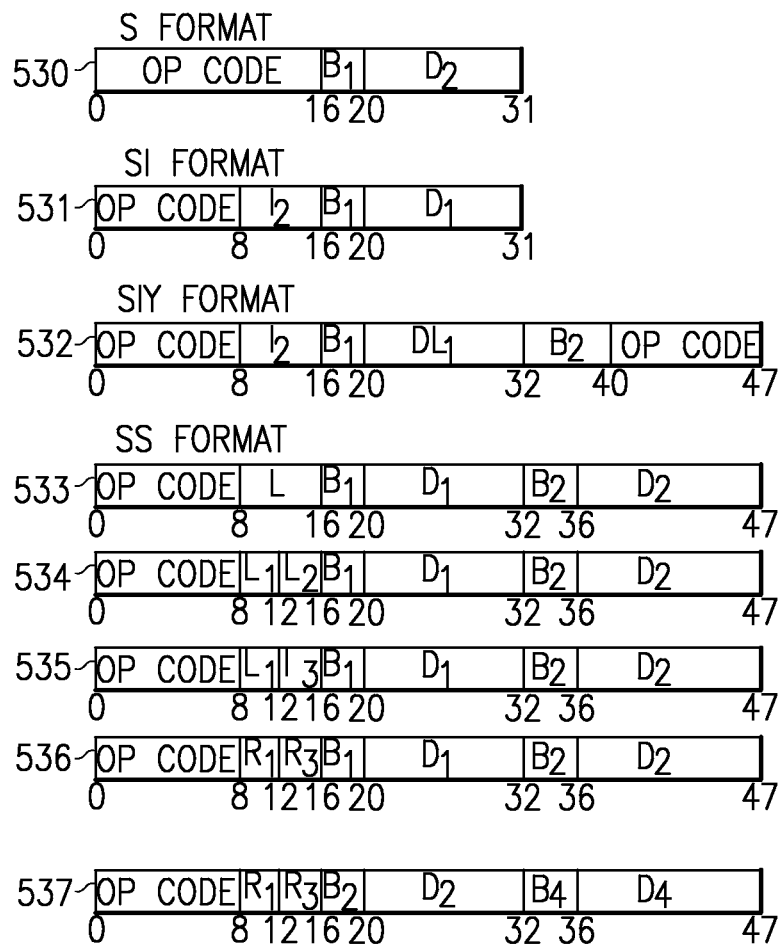 S FORMAT
530 OP CODE B1 D2
0 16 20 31
SI FORMAT
531 OP CODE I2 B1 D1
0 8 16 20 31
SIY FORMAT
532 OP CODE I2 B1 DL1 B2 OP CODE
0 8 16 20 32 40 47
SS FORMAT
533 OP CODE L B1 D1 B2 D2
0 8 16 20 32 36 47
534 OP CODE L1 L2 B1 D1 B2 D2
0 8 12 16 20 32 36 47
535 OP CODE L1 I3 B1 D1 B2 D2
0 8 12 16 20 32 36 47
536 OP CODE R1 R3 B1 D1 B2 D2
0 8 12 16 20 32 36 47
537 OP CODE R1 R3 B2 D2 B4 D4
0 8 12 16 20 32 36 47